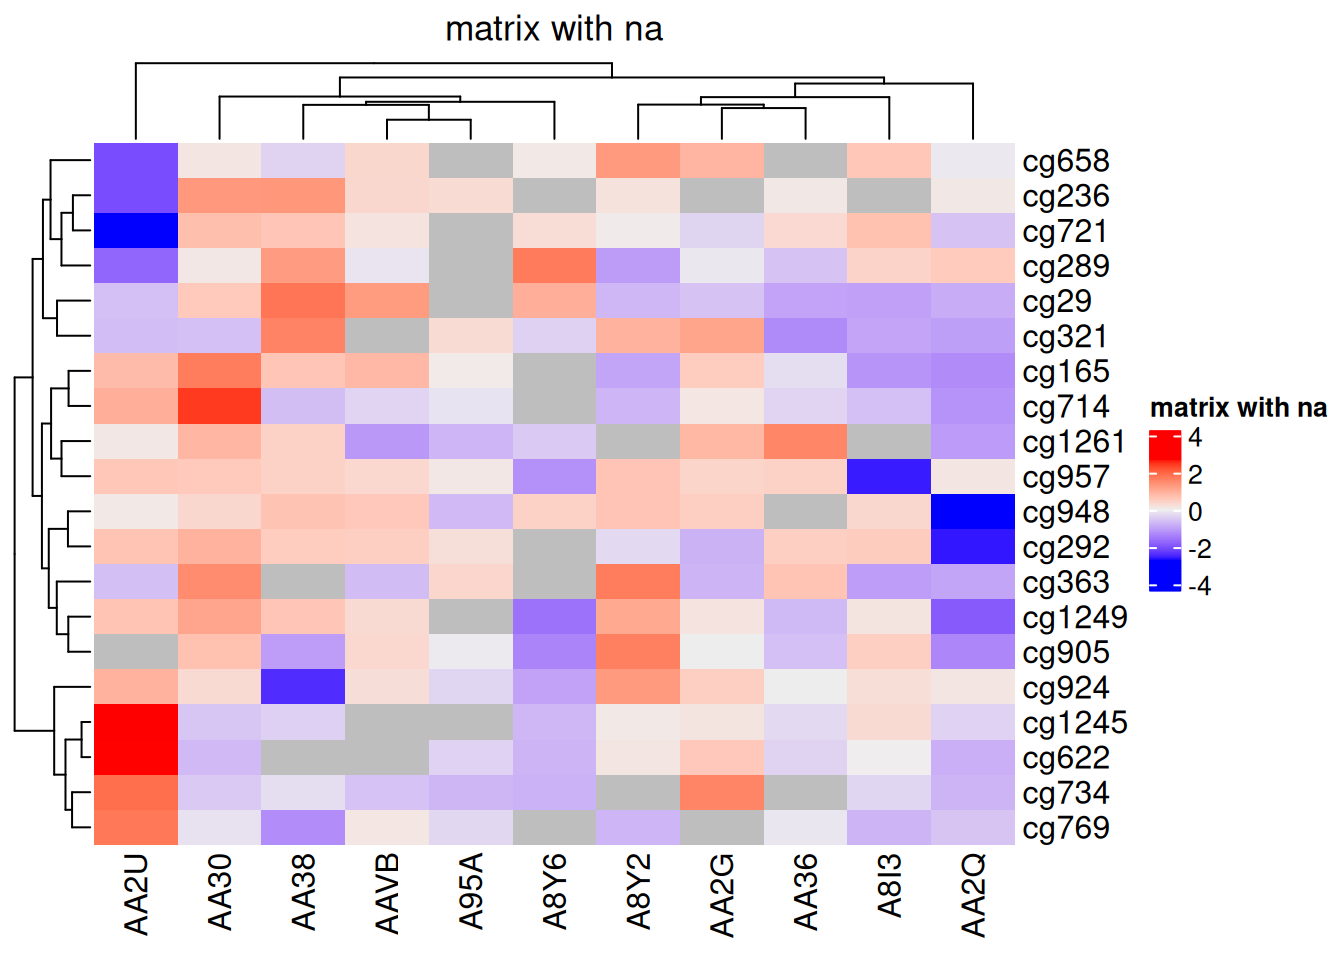 matrix with na
cg658
cg236
cg721
cg289
cg29
cg321
cg165
cg714
cg1261
cg957
cg948
cg292
cg363
cg1249
cg905
cg924
cg1245
cg622
cg734
cg769
AA2U
AA30
AA38
AAVB
A95A
A8Y6
A8Y2
AA2G
AA36
A8I3
AA2Q
matrix with na
4
2
0
-2
-4